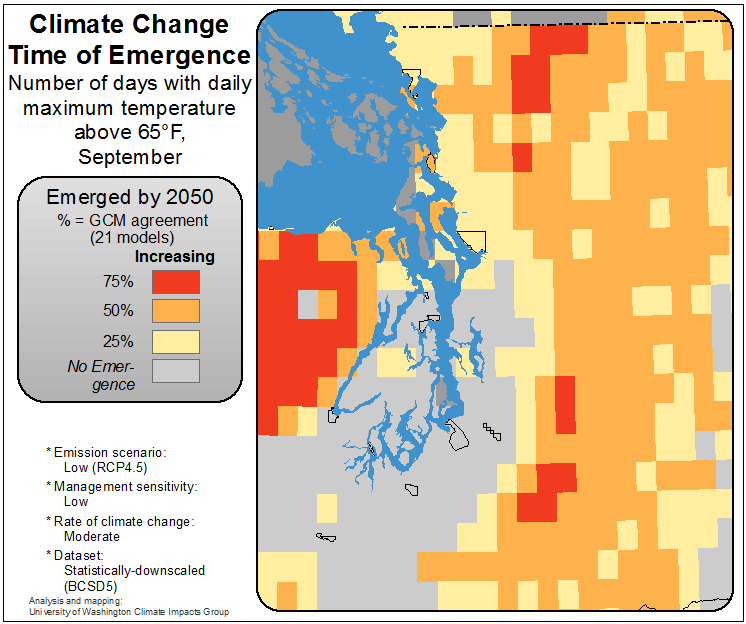 Climate Change
Time of Emergence
Number of days with daily
maximum temperature
above 65°F,
September
Emerged by 2050
% = GCM agreement
(21 models)
Increasing
75%
50%
25%
No Emer-
gence
* Emission scenario:
Low (RCP4.5)
* Management sensitivity:
Low
* Rate of climate change:
Moderate
* Dataset:
Statistically-downscaled
(BCSD5)
Analysis and mapping:
University of Washington Climate Impacts Group